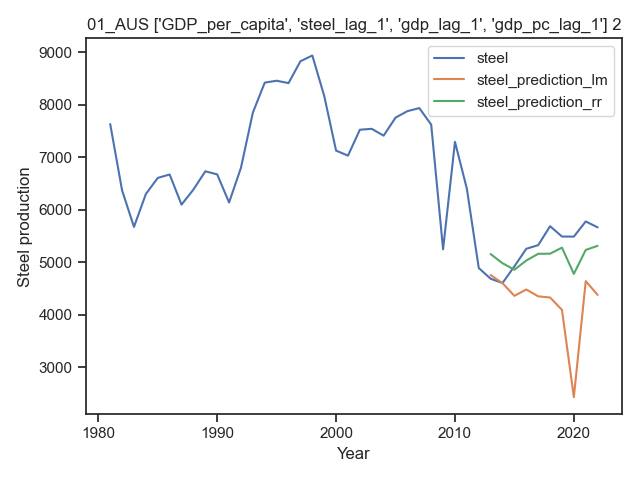 01_AUS ['GDP_per_capita', 'steel_lag_1', 'gdp_lag_1', 'gdp_pc_lag_1'] 2
steel
steel_prediction_lm
steel_prediction_rr
9000
8000
7000
6000
5000
4000
3000
Steel production
1980
1990
2000
2010
2020
Year